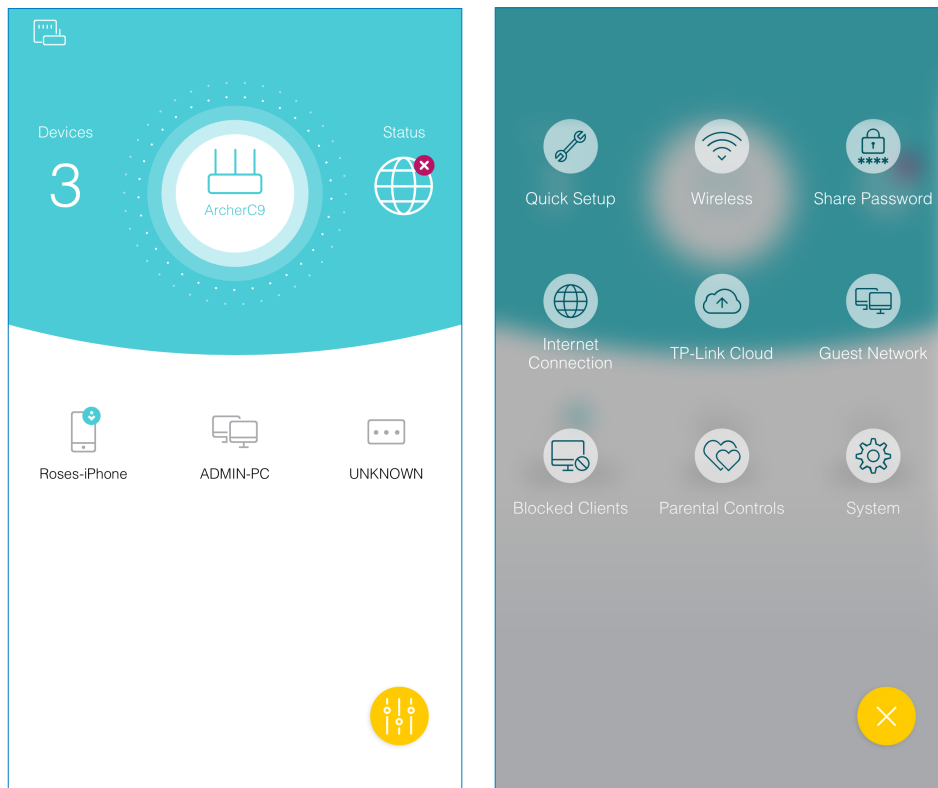 Devices
Status
3
ArcherC9
Roses-iPhone
ADMIN-PC
UNKNOWN
****
Quick Setup
Wireless
Share Password
Internet
Connection
TP-Link Cloud
Guest Network
Blocked Clients
Parental Controls
System